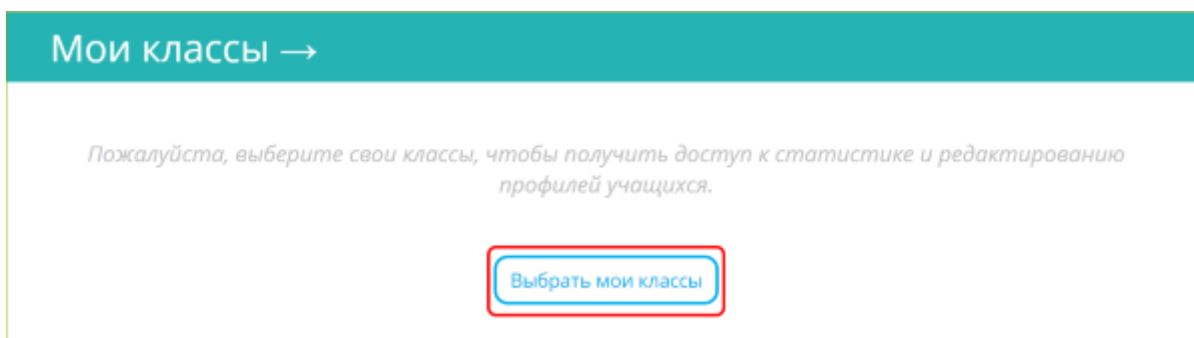 Мои классы →
Пожалуйста, выберите свои классы, чтобы получить доступ к статистике и редактированию
профилей учащихся.
Выбрать мои классы